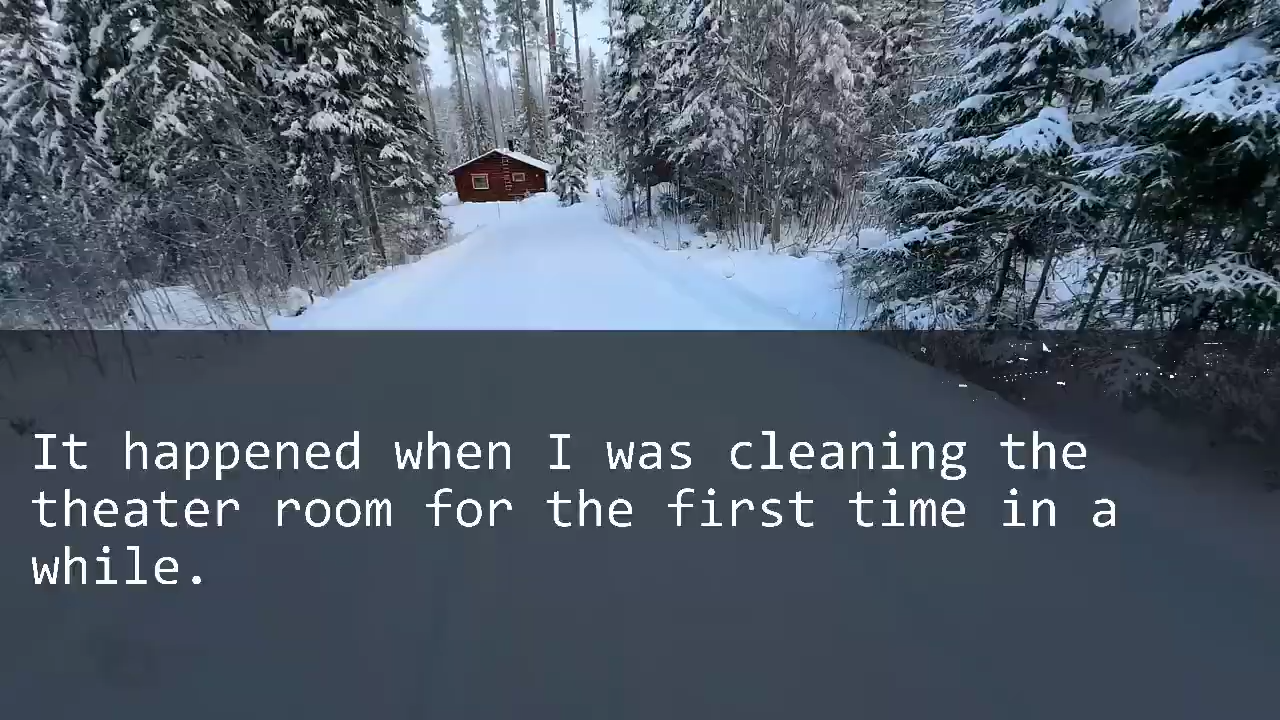 It happened when I was cleaning the
theater room for the first time in a
while.